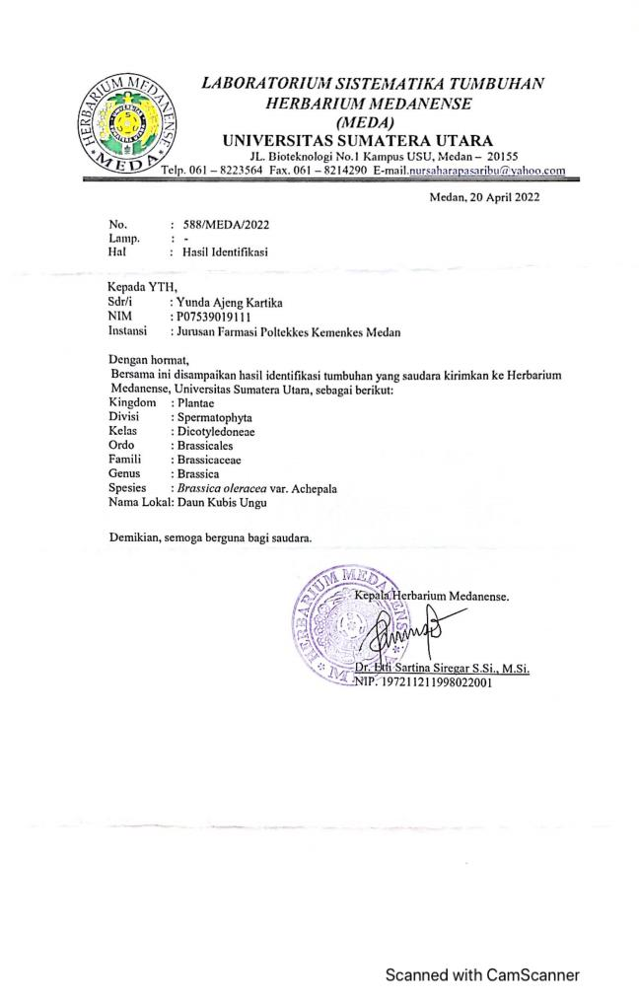 HERBARIUM MEDANENSE
* MEDA *
LABORATORIUM SISTEMATIKA TUMBUHAN
HERBARIUM MEDANENSE
(MEDA)
UNIVERSITAS SUMATERA UTARA
JL. Bioteknologi No.1 Kampus USU, Medan – 20155
Telp. 061 – 8223564 Fax. 061 – 8214290 E-mail.nursaharapasaribu@yahoo.com
Medan, 20 April 2022
No. : 588/MEDA/2022
Lamp. : -
Hal : Hasil Identifikasi
Kepada YTH,
Sdr/i : Yunda Ajeng Kartika
NIM : P07539019111
Instansi : Jurusan Farmasi Poltekkes Kemenkes Medan
Dengan hormat,
Bersama ini disampaikan hasil identifikasi tumbuhan yang saudara kirimkan ke Herbarium
Medanense, Universitas Sumatera Utara, sebagai berikut:
Kingdom : Plantae
Divisi : Spermatophyta
Kelas : Dicotyledoneae
Ordo : Brassicales
Famili : Brassicaceae
Genus : Brassica
Spesies : Brassica oleracea var. Achepala
Nama Lokal: Daun Kubis Ungu
Demikian, semoga berguna bagi saudara.
HERBARIUM MEDANENSE
Kepala Herbarium Medanense.
Dr. Etti Sartina Siregar S.Si., M.Si.
NIP. 197211211998022001
Scanned with CamScanner